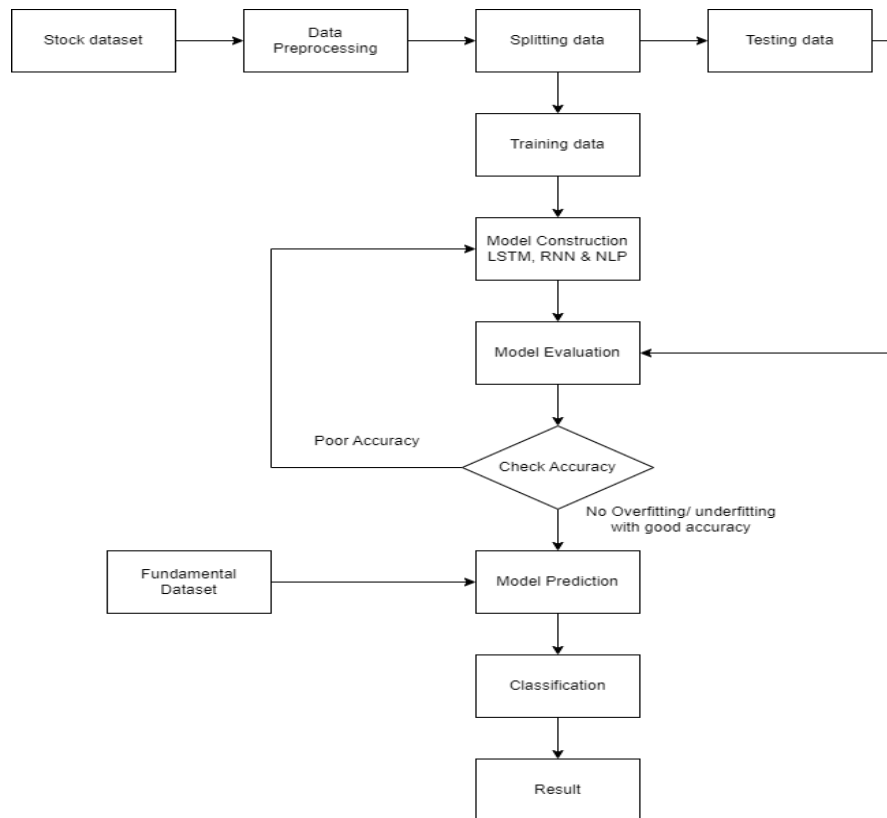 Stock dataset
Data
Preprocessing
Splitting data
Testing data
Training data
Model Construction
LSTM, RNN & NLP
Model Evaluation
Poor Accuracy
Check Accuracy
No Overfitting/ underfitting
with good accuracy
Fundamental
Dataset
Model Prediction
Classification
Result